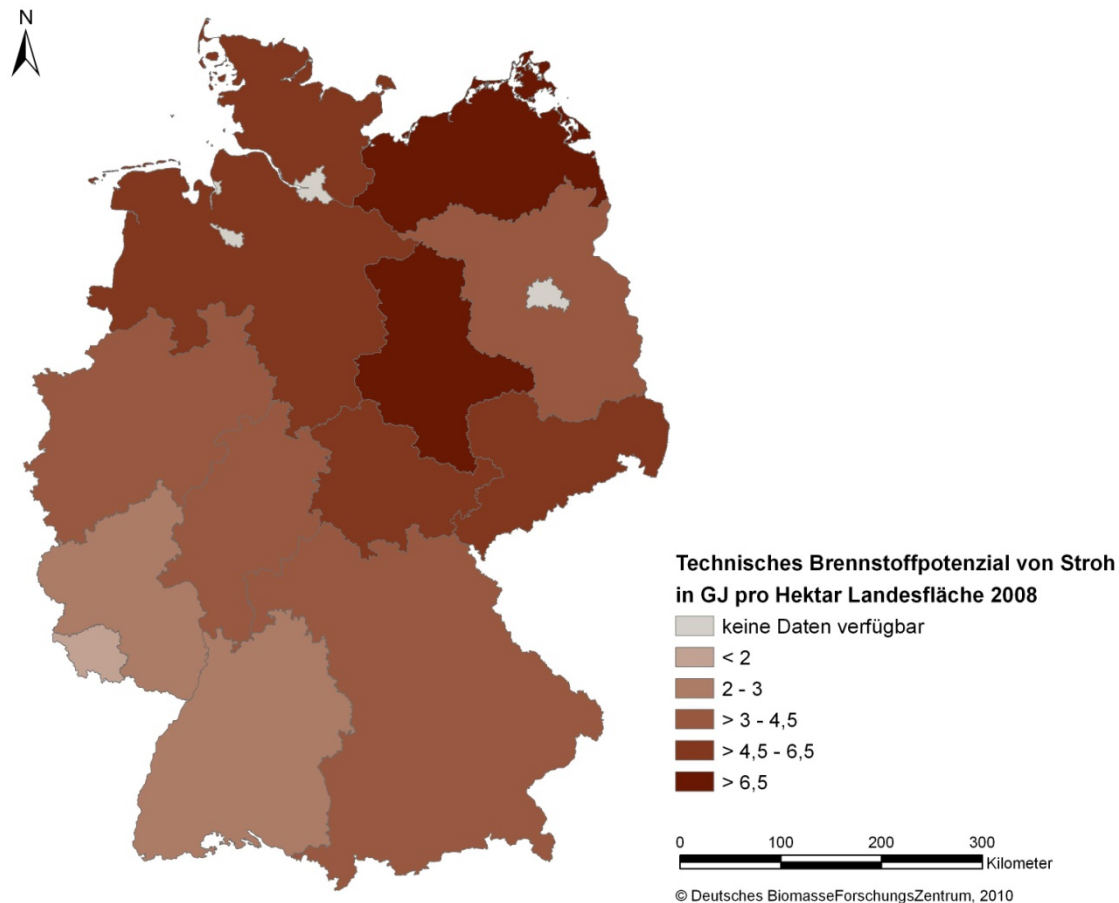 N
Technisches Brennstoffpotenzial von Stroh
in GJ pro Hektar Landesfläche 2008
keine Daten verfügbar
< 2
2 - 3
> 3 - 4,5
> 4,5 - 6,5
> 6,5
0 100 200 300
Kilometer
© Deutsches BiomasseForschungsZentrum, 2010